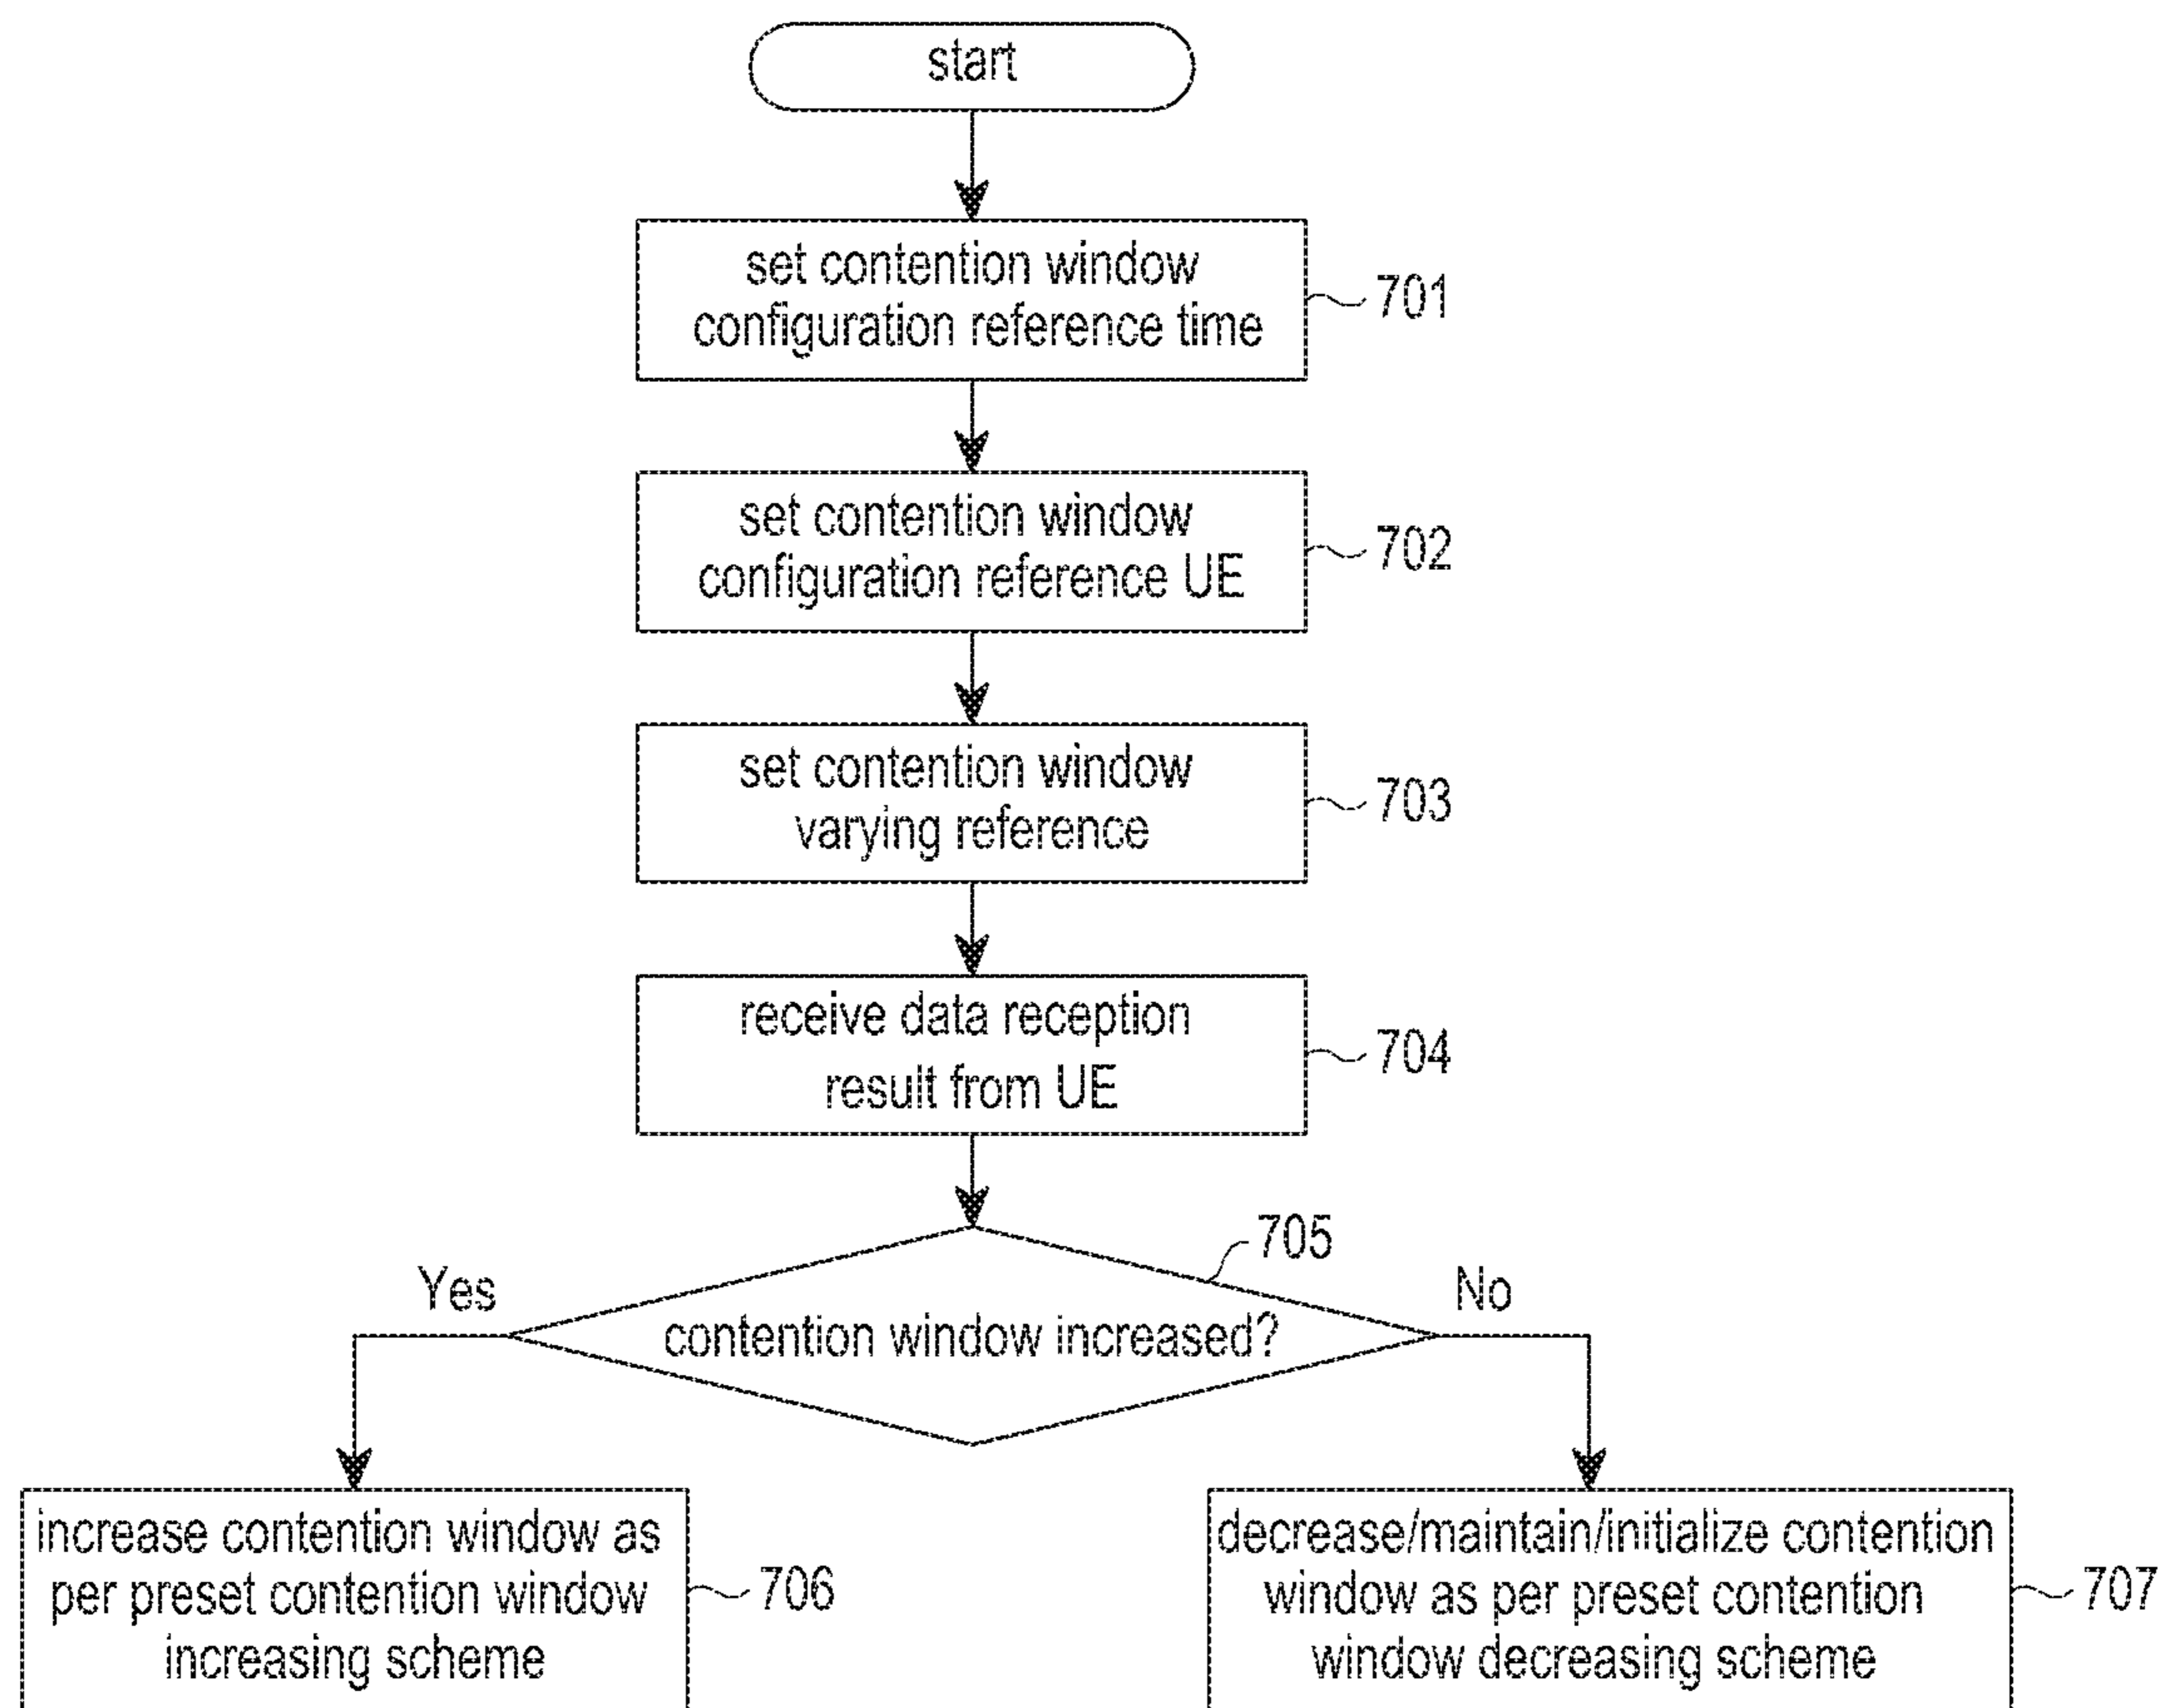 start
set contention window
configuration reference time
701
set contention window
configuration reference UE
702
set contention window
varying reference
703
receive data reception
result from UE
704
705
Yes
No
contention window increased?
increase contention window as
per preset contention window
increasing scheme
706
decrease/maintain/initialize contention
window as per preset contention
window decreasing scheme
707